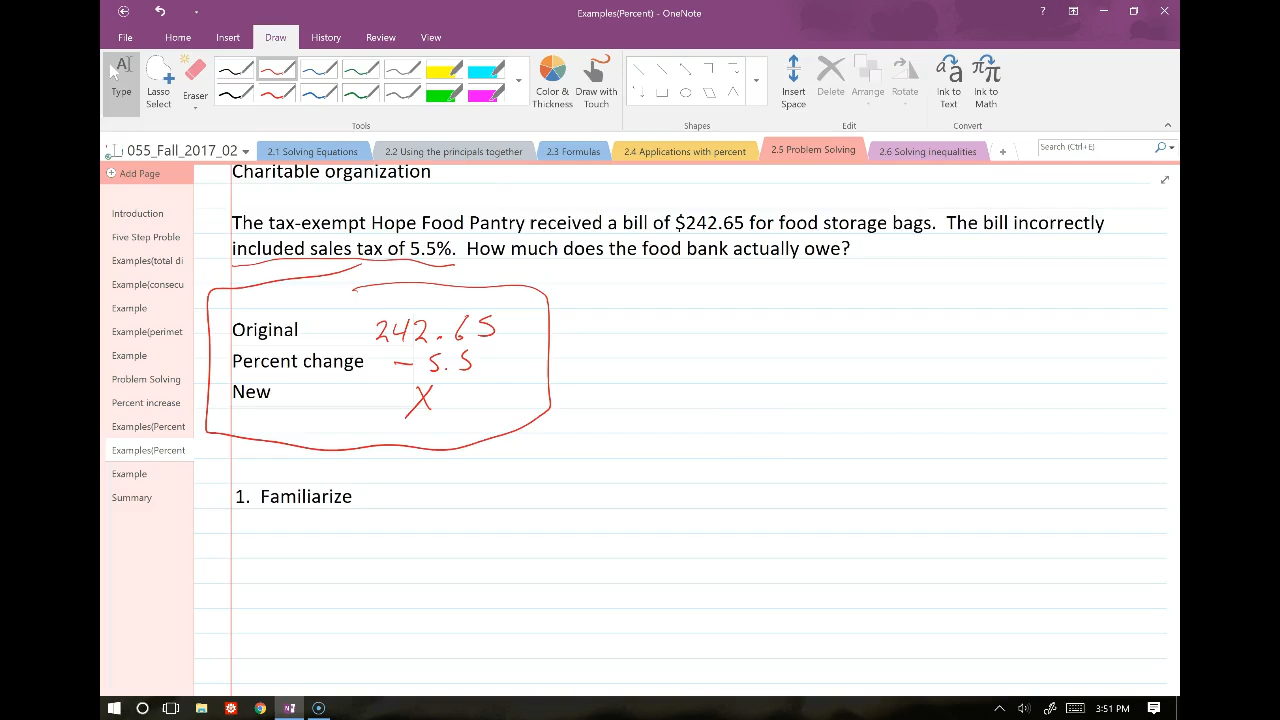 Examples(Percent) - OneNote
?
File
Home
Insert
Draw
History
Review
View
Type
Lasso Select
Eraser
Color & Thickness
Draw with Touch
Insert Space
Delete
Arrange
Rotate
Ink to Text
Ink to Math
Tools
Shapes
Edit
Convert
055_Fall_2017_02
2.1 Solving Equations
2.2 Using the principals together
2.3 Formulas
2.4 Applications with percent
2.5 Problem Solving
2.6 Solving inequalities
+
Search (Ctrl+E)
Add Page
Introduction
Five Step Proble
Examples(total di
Examples(consecu
Example
Examples(perimet
Example
Problem Solving
Percent increase
Examples(Percent
Examples(Percent
Example
Summary
Charitable organization
The tax-exempt Hope Food Pantry received a bill of $242.65 for food storage bags. The bill incorrectly
included sales tax of 5.5%. How much does the food bank actually owe?
Original 242.65
Percent change - 5.5
New X
1. Familiarize
3:51 PM